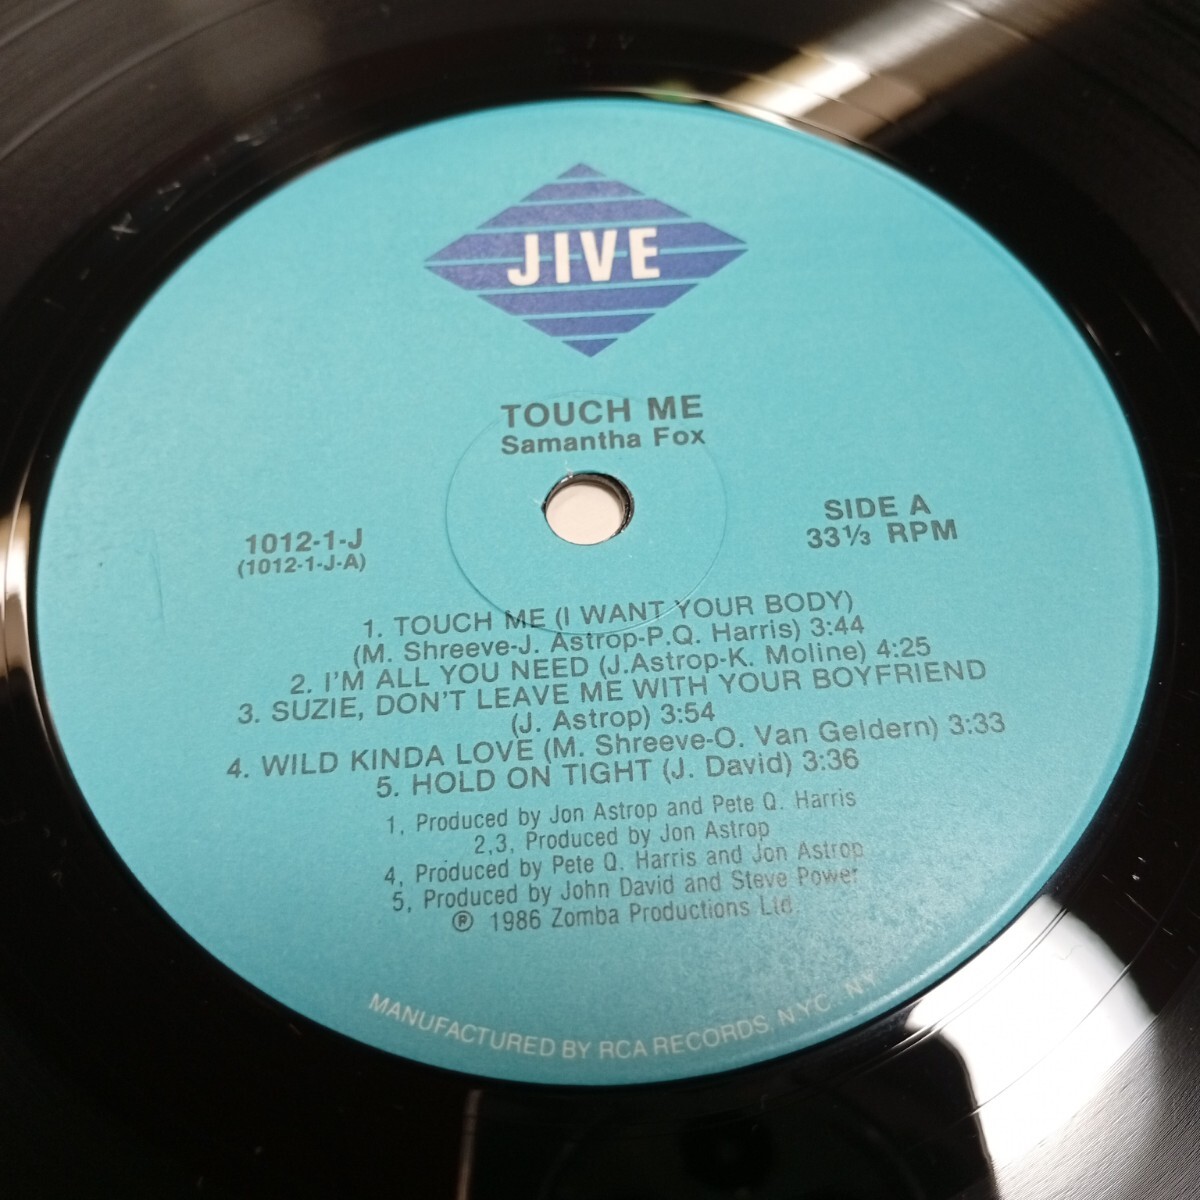 JIVE
TOUCH ME
Samantha Fox
1012-1-J
(1012-1-J-A)
SIDE A
33⅓ RPM
1. TOUCH ME (I WANT YOUR BODY)
(M. Shreeve-J. Astrop-P.Q. Harris) 3:44
2. I'M ALL YOU NEED (J.Astrop-K. Moline) 4:25
3. SUZIE, DON'T LEAVE ME WITH YOUR BOYFRIEND
(J. Astrop) 3:54
4. WILD KINDA LOVE (M. Shreeve-O. Van Geldern) 3:33
5. HOLD ON TIGHT (J. David) 3:36
1, Produced by Jon Astrop and Pete Q. Harris
2,3, Produced by Jon Astrop
4, Produced by Pete Q. Harris and Jon Astrop
5, Produced by John David and Steve Power
℗ 1986 Zomba Productions Ltd.
MANUFACTURED BY RCA RECORDS, NYC, NY